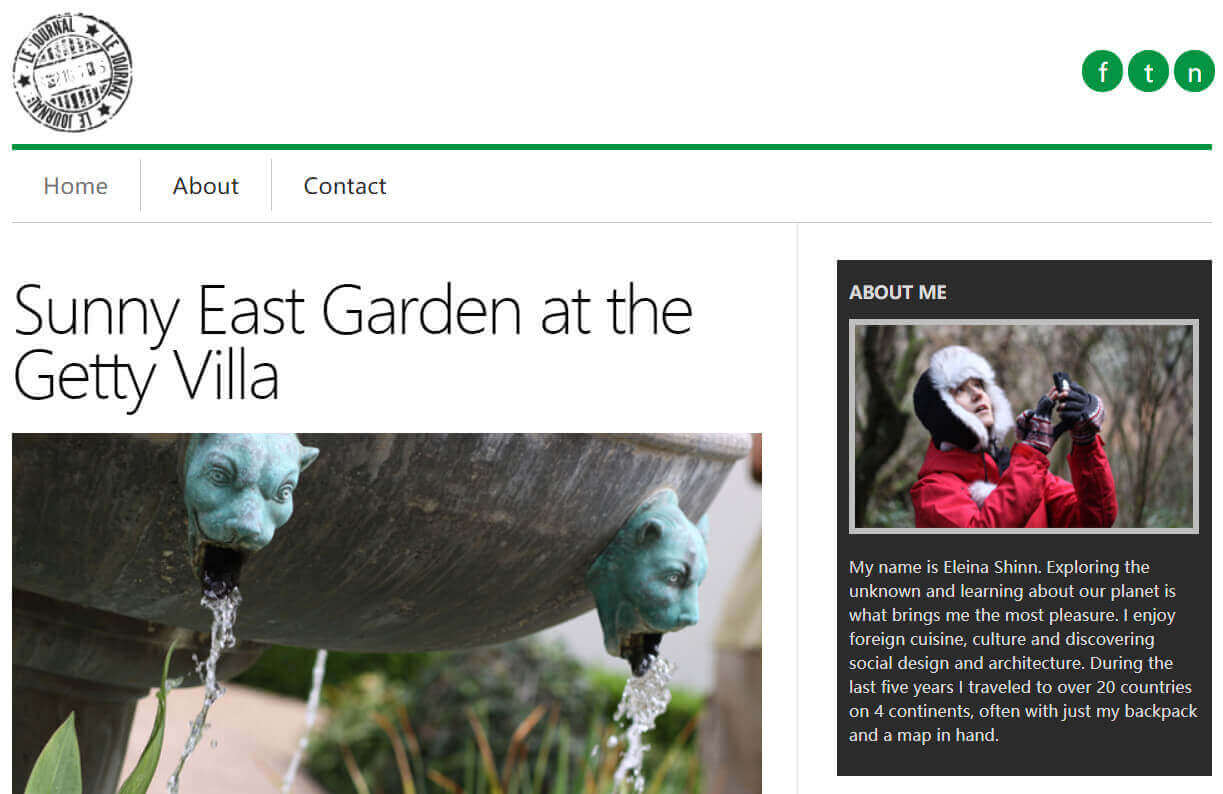 LE JOURNAL
LE JOURNAL
LE JOURNAL
f t n
Home About Contact
Sunny East Garden at the
Getty Villa
ABOUT ME
My name is Eleina Shinn. Exploring the
unknown and learning about our planet is
what brings me the most pleasure. I enjoy
foreign cuisine, culture and discovering
social design and architecture. During the
last five years I traveled to over 20 countries
on 4 continents, often with just my backpack
and a map in hand.